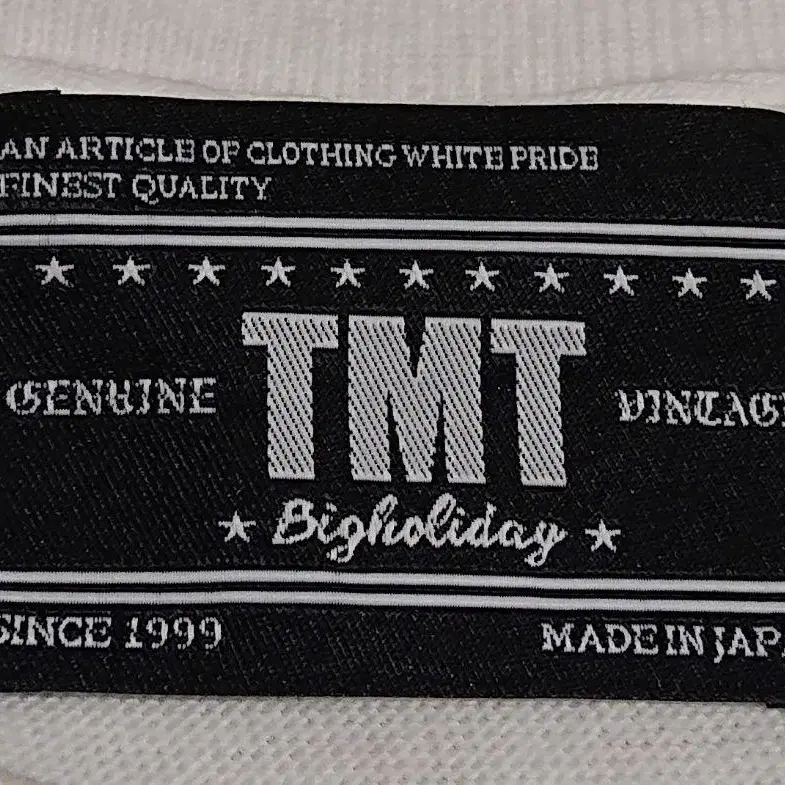 AN ARTICLE OF CLOTHING WHITE PRIDE
FINEST QUALITY
GENUINE TMT VINTAGE
Bigholiday
SINCE 1999 MADE IN JAPA